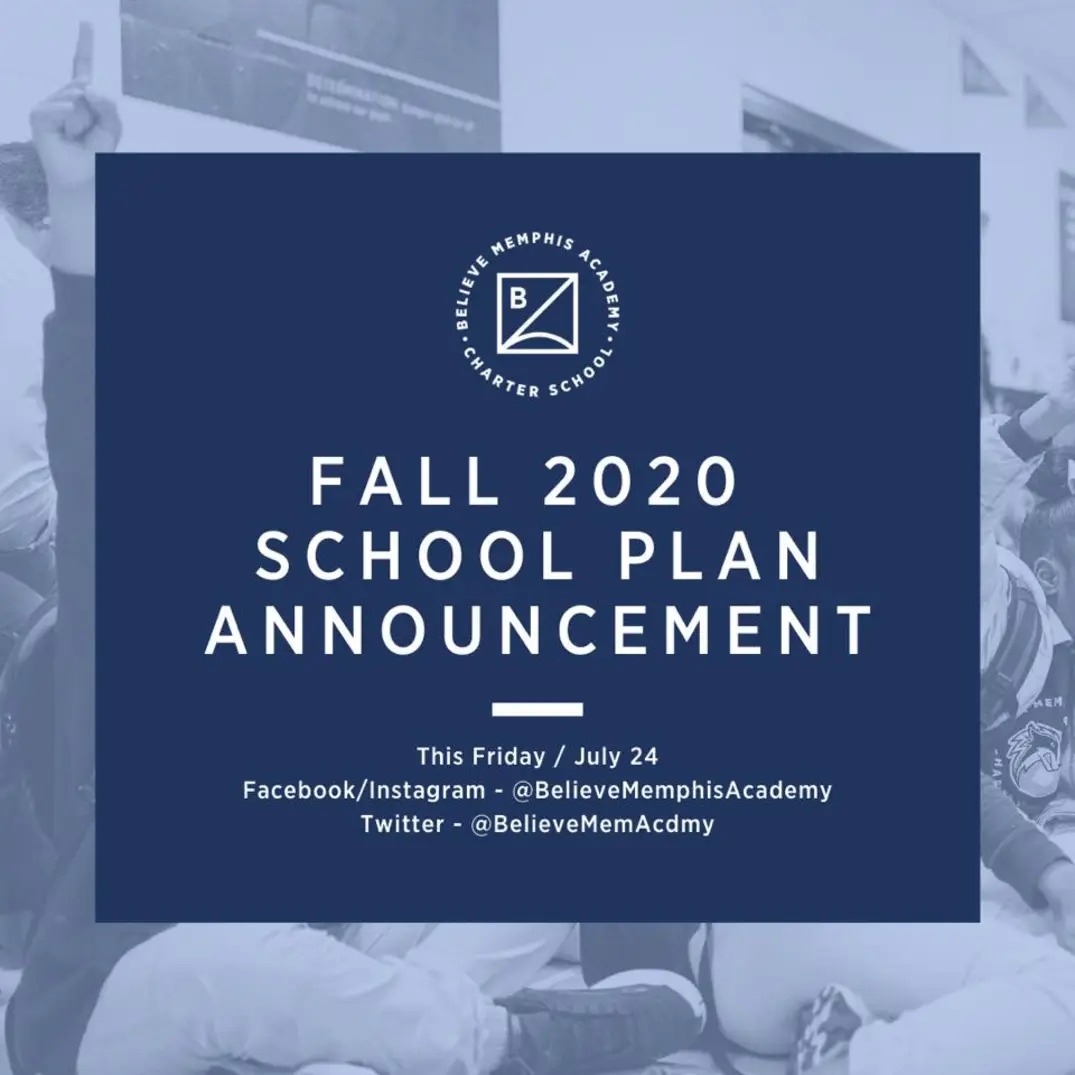 DETERMINATION
BELIEVE MEMPHIS ACADEMY
• CHARTER SCHOOL •
B
FALL 2020
SCHOOL PLAN
ANNOUNCEMENT
This Friday / July 24
Facebook/Instagram - @BelieveMemphisAcademy
Twitter - @BelieveMemAcdmy